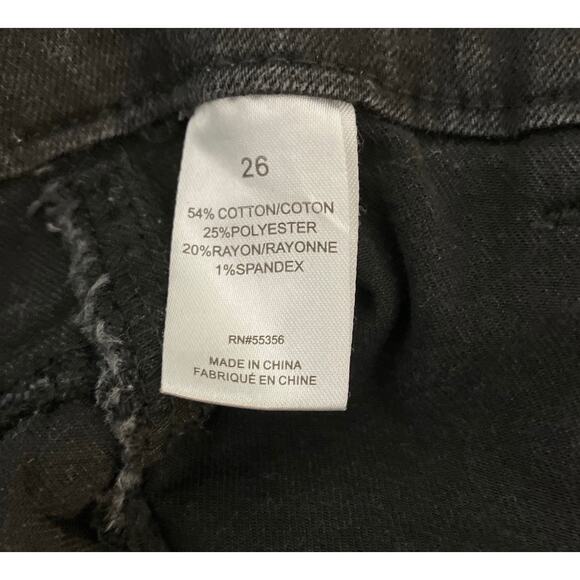 26
54% COTTON/COTON
25%POLYESTER
20%RAYON/RAYONNE
1%SPANDEX
RN#55356
MADE IN CHINA
FABRIQUÉ EN CHINE